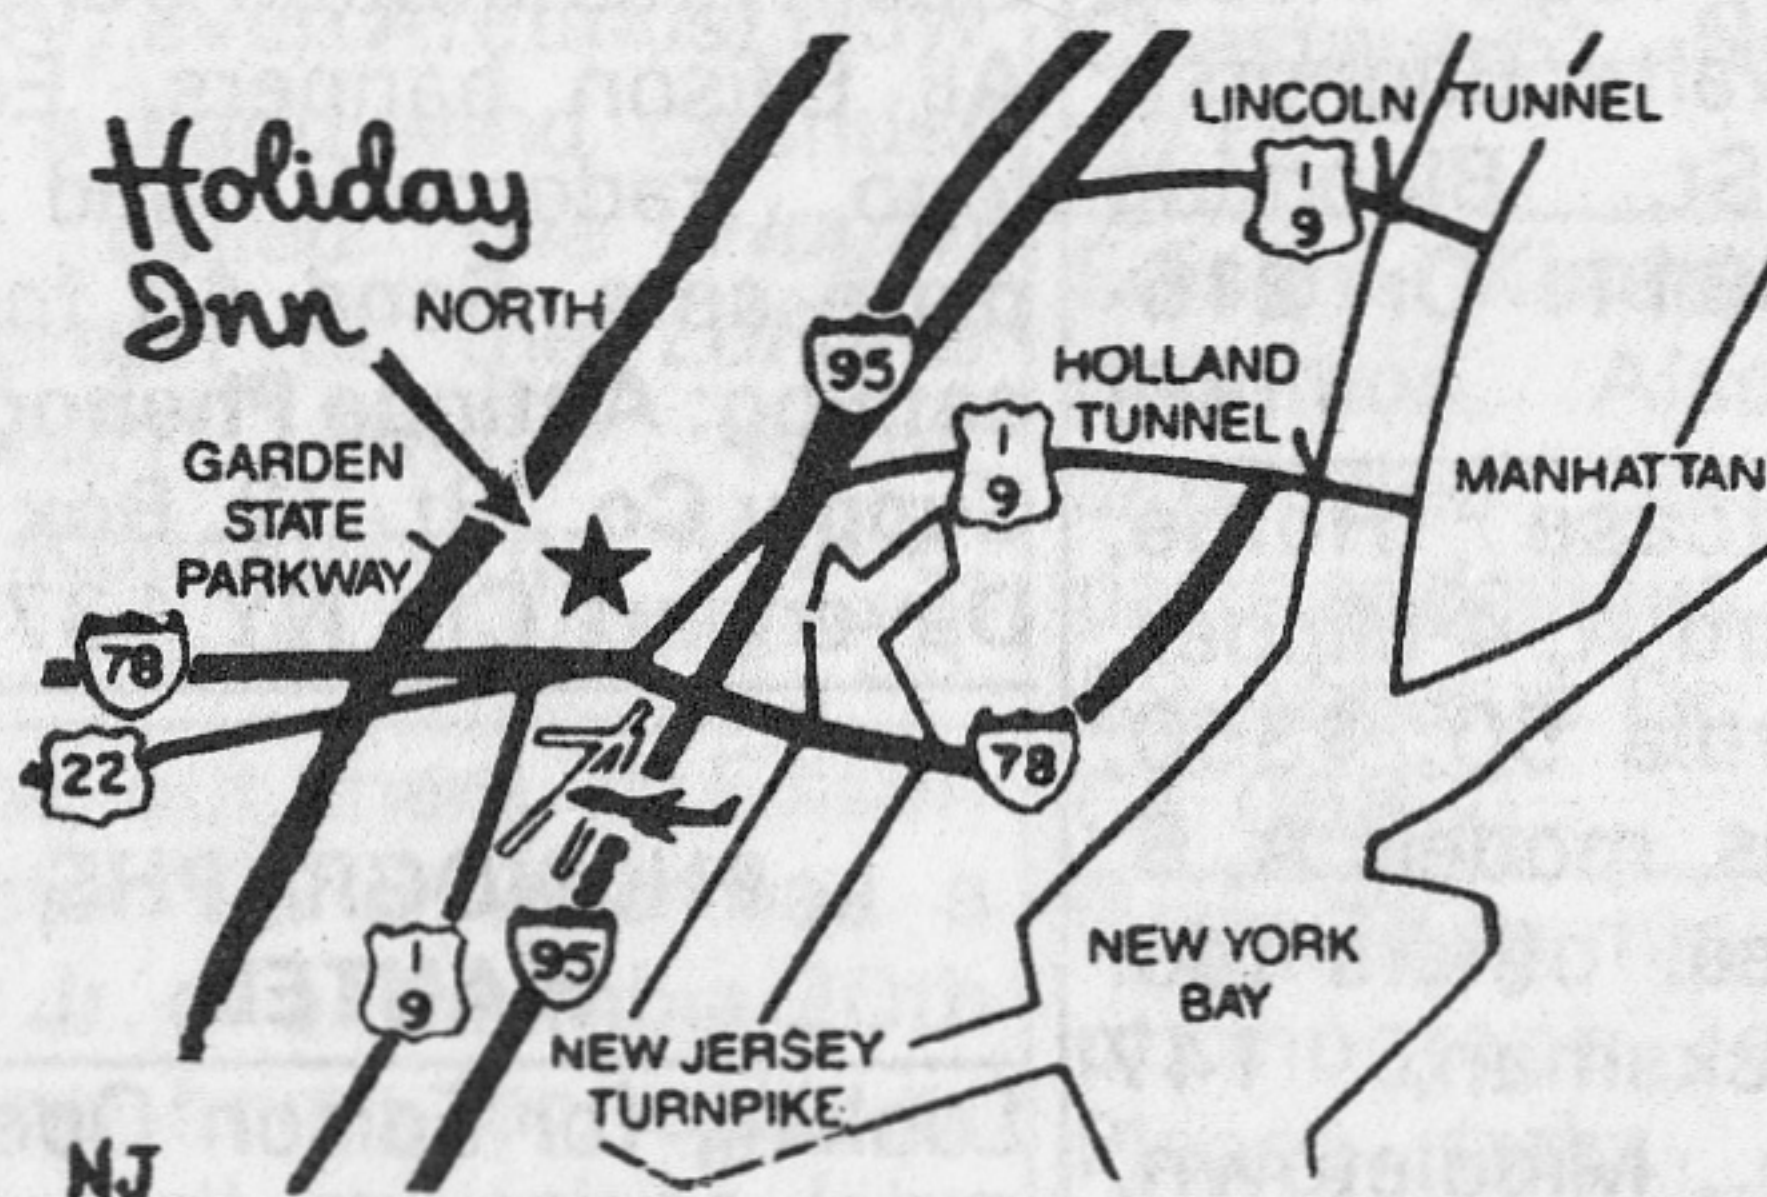 LINCOLN TUNNEL
Holiday
Inn NORTH
1
9
95
HOLLAND
TUNNEL
1
9
GARDEN
STATE
PARKWAY
MANHATTAN
78
22
78
1
9
95
NEW YORK
BAY
NEW JERSEY
TURNPIKE
NJ